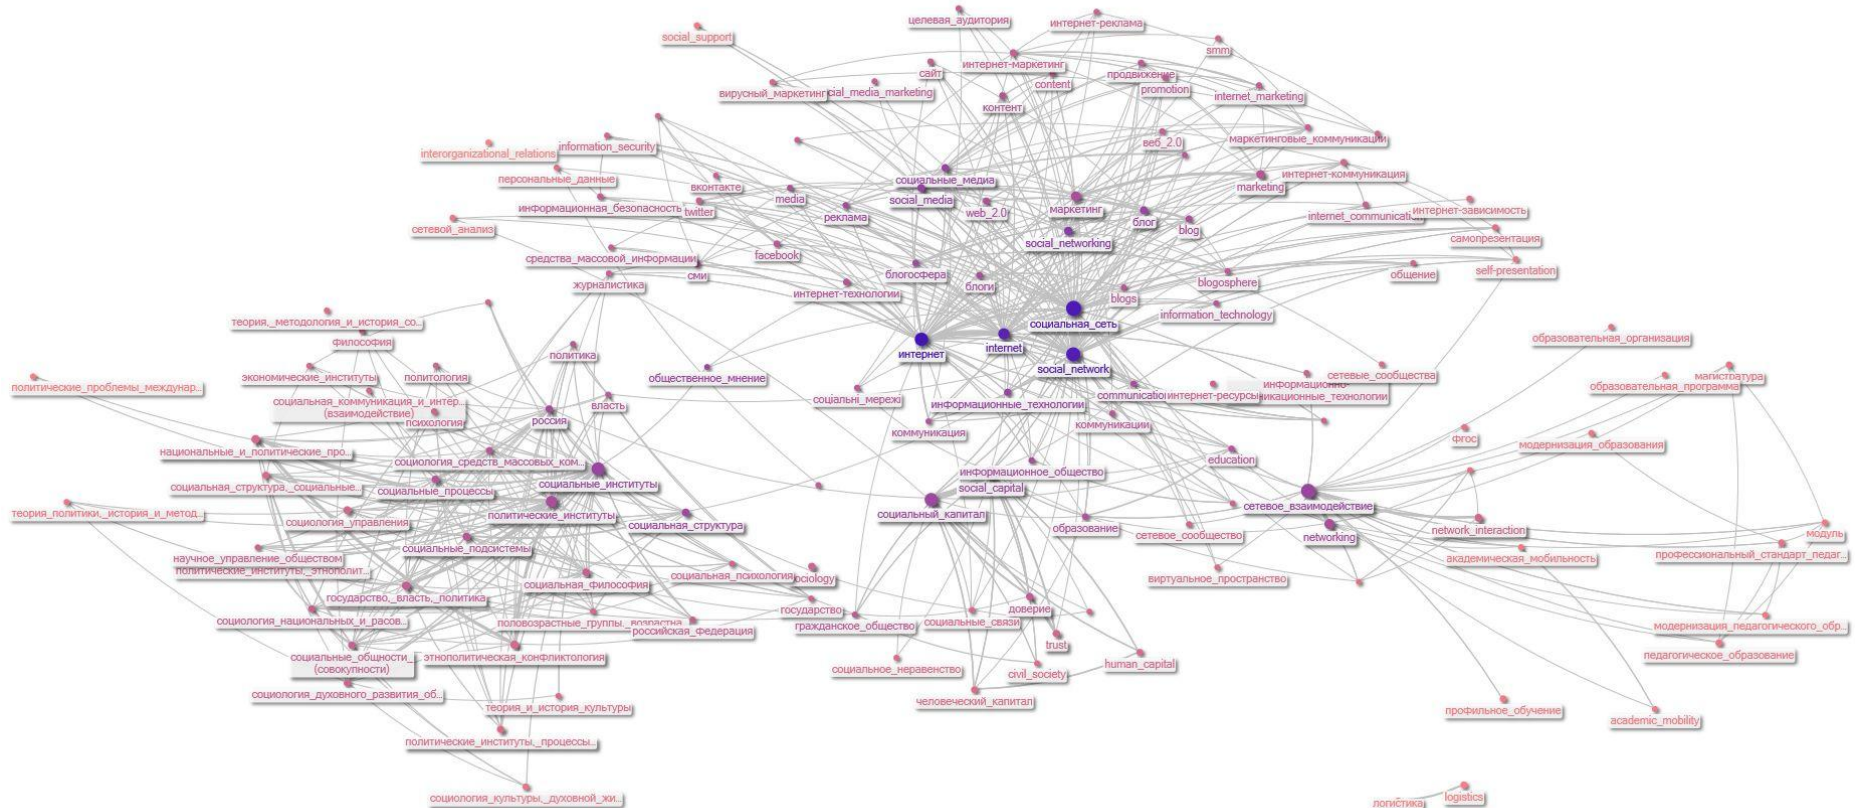 целевая_аудитория
интернет-реклама
social_support
smm
интернет-маркетинг
сайт
продвижение
content
promotion
вирусный_маркетинг
cial_media_marketing
internet_marketing
контент
маркетинговые_коммуникации
веб_2.0
information_security
interorganizational_relations
интернет-коммуникация
персональные_данные
социальные_медиа
marketing
вконтакте
media
social_media
информационная_безопасность
twitter
реклама
web_2.0
маркетинг
internet_communicati
интернет-зависимость
блог
blog
сетевой_анализ
самопрезентация
social_networking
facebook
средства_массовой_информации
сми
блогосфера
self-presentation
общение
журналистика
blogosphere
блоги
интернет-технологии
blogs
information_technology
теория,_методология_и_история_со...
социальная_сеть
философия
образовательная_организация
internet
интернет
политика
social_network
экономические_институты
политология
общественное_мнение
сетевые_сообщества
магистратура
политические_проблемы_междунар...
информационно-
икационные_технологии
образовательная_программа
communication
интернет-ресурсы
соціальні_мережі
социальная_коммуникация_и_интер...
(взаимодействие)
информационные_технологии
власть
психология
россия
коммуникации
коммуникация
фгос
модернизация_образования
национальные_и_политические_про...
социология_средств_массовых_ком...
education
информационное_общество
социальные_институты
social_capital
социальная_структура,_социальные...
социальные_процессы
сетевое_взаимодействие
теория_политики,_история_и_метод...
политические_институты
социальный_капитал
социология_управления
социальная_структура
образование
network_interaction
сетевое_сообщество
networking
модуль
социальные_подсистемы
научное_управление_обществом
профессиональный_стандарт_педаг...
академическая_мобильность
политические_институты,_этнополит...
социальная_психология
ociology
виртуальное_пространство
социальная_философия
государство,_власть,_политика
государство
доверие
социология_национальных_и_расов...
половозрастные_группы,_возрастна
гражданское_общество
социальные_связи
российская_федерация
модернизация_педагогического_обр...
trust
социальные_общности_
(совокупности)
этнополитическая_конфликтология
педагогическое_образование
human_capital
социальное_неравенство
civil_society
социология_духовного_развития_об...
человеческий_капитал
теория_и_история_культуры
профильное_обучение
academic_mobility
политические_институты,_процессы...
социология_культуры,_духовной_жи...
logistics
логистика